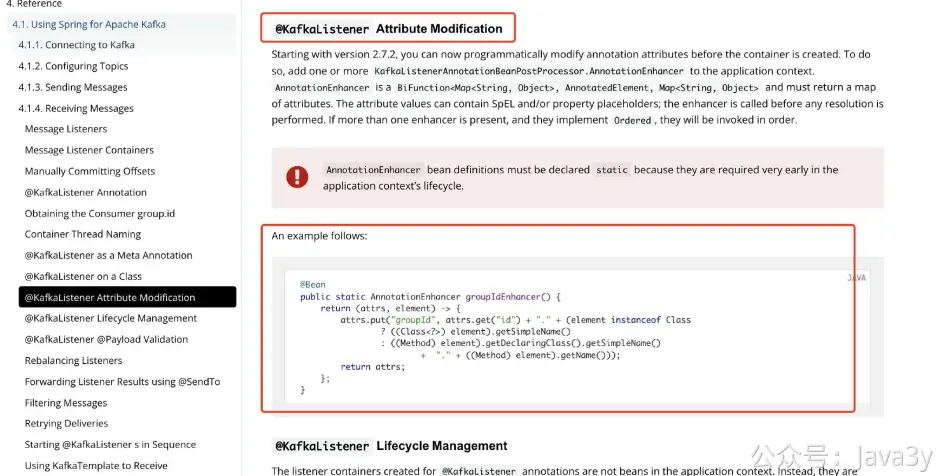 4. Reference
4.1. Using Spring for Apache Kafka
4.1.1. Connecting to Kafka
4.1.2. Configuring Topics
4.1.3. Sending Messages
4.1.4. Receiving Messages
Message Listeners
Message Listener Containers
Manually Committing Offsets
@KafkaListener Annotation
Obtaining the Consumer group.id
Container Thread Naming
@KafkaListener as a Meta Annotation
@KafkaListener on a Class
@KafkaListener Attribute Modification
@KafkaListener Lifecycle Management
@KafkaListener @Payload Validation
Rebalancing Listeners
Forwarding Listener Results using @SendTo
Filtering Messages
Retrying Deliveries
Starting @KafkaListener s in Sequence
Using KafkaTemplate to Receive
@KafkaListener Attribute Modification
Starting with version 2.7.2, you can now programmatically modify annotation attributes before the container is created. To do
so, add one or more KafkaListenerAnnotationBeanPostProcessor.AnnotationEnhancer to the application context.
AnnotationEnhancer is a BiFunction<Map<String, Object>, AnnotatedElement, Map<String, Object> and must return a map
of attributes. The attribute values can contain SpEL and/or property placeholders; the enhancer is called before any resolution is
performed. If more than one enhancer is present, and they implement Ordered, they will be invoked in order.
AnnotationEnhancer bean definitions must be declared static because they are required very early in the
application context's lifecycle.
An example follows:
JAVA
@Bean
public static AnnotationEnhancer groupIdEnhancer() {
return (attrs, element) -> {
attrs.put("groupId", attrs.get("id") + "." + (element instanceof Class
? ((Class<?>) element).getSimpleName()
: ((Method) element).getDeclaringClass().getSimpleName()
+ "." + ((Method) element).getName()));
return attrs;
};
}
@KafkaListener Lifecycle Management
The listener containers created for @KafkaListener annotations are not beans in the application context. Instead, they are
公众号：Java3y